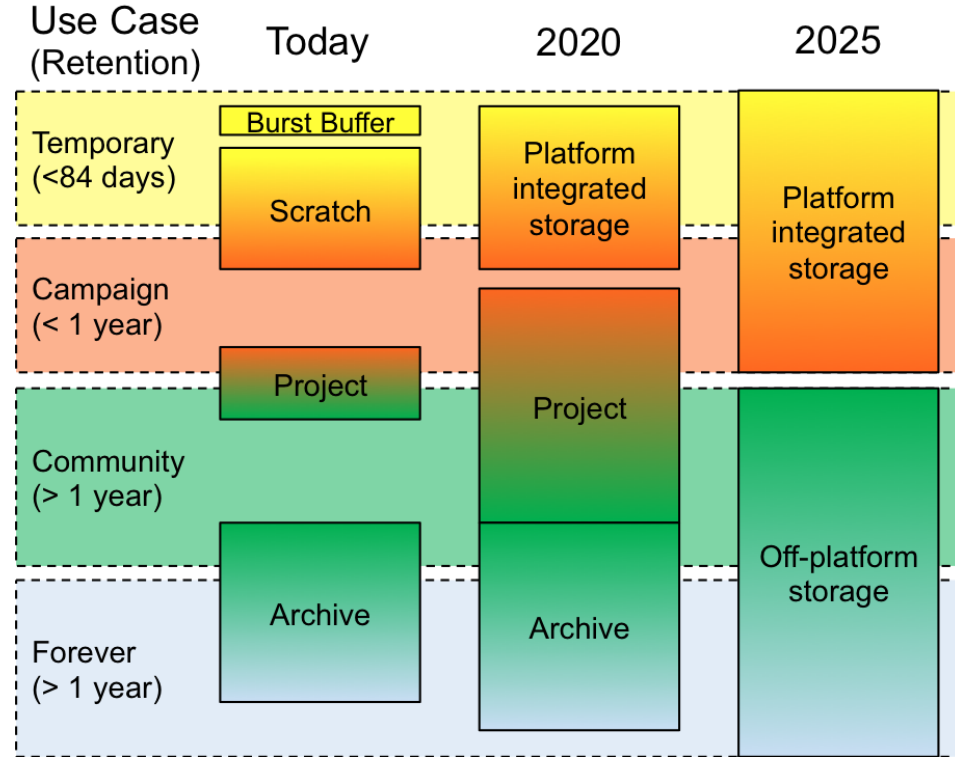 Use Case
(Retention)
Today
2020
2025
Temporary
(<84 days)
Burst Buffer
Scratch
Platform
integrated
storage
Platform
integrated
storage
Campaign
(< 1 year)
Project
Project
Community
(> 1 year)
Archive
Archive
Off-platform
storage
Forever
(> 1 year)